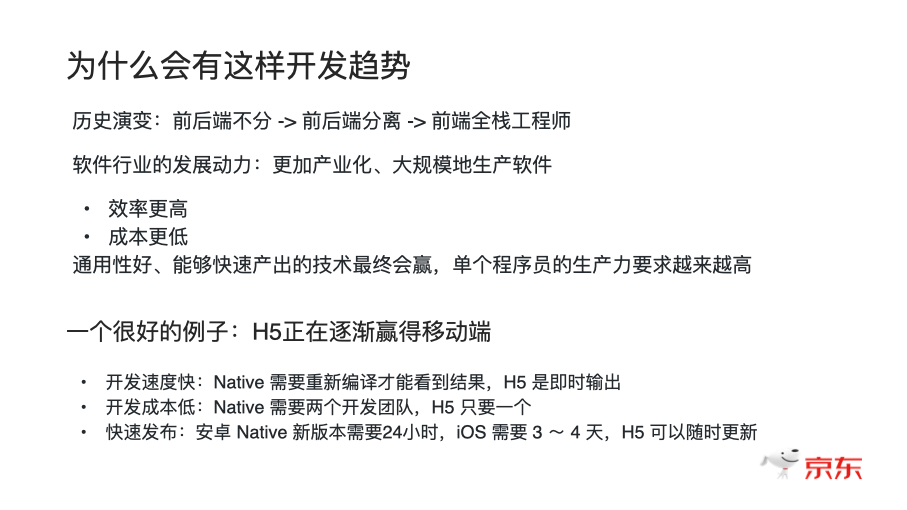 为什么会有这样开发趋势
历史演变：前后端不分 -> 前后端分离 -> 前端全栈工程师
软件行业的发展动力：更加产业化、大规模地生产软件
• 效率更高
• 成本更低
通用性好、能够快速产出的技术最终会赢，单个程序员的生产力要求越来越高
一个很好的例子：H5正在逐渐赢得移动端
• 开发速度快：Native 需要重新编译才能看到结果，H5 是即时输出
• 开发成本低：Native 需要两个开发团队，H5 只要一个
• 快速发布：安卓 Native 新版本需要24小时，iOS 需要 3 ～ 4 天，H5 可以随时更新
京东